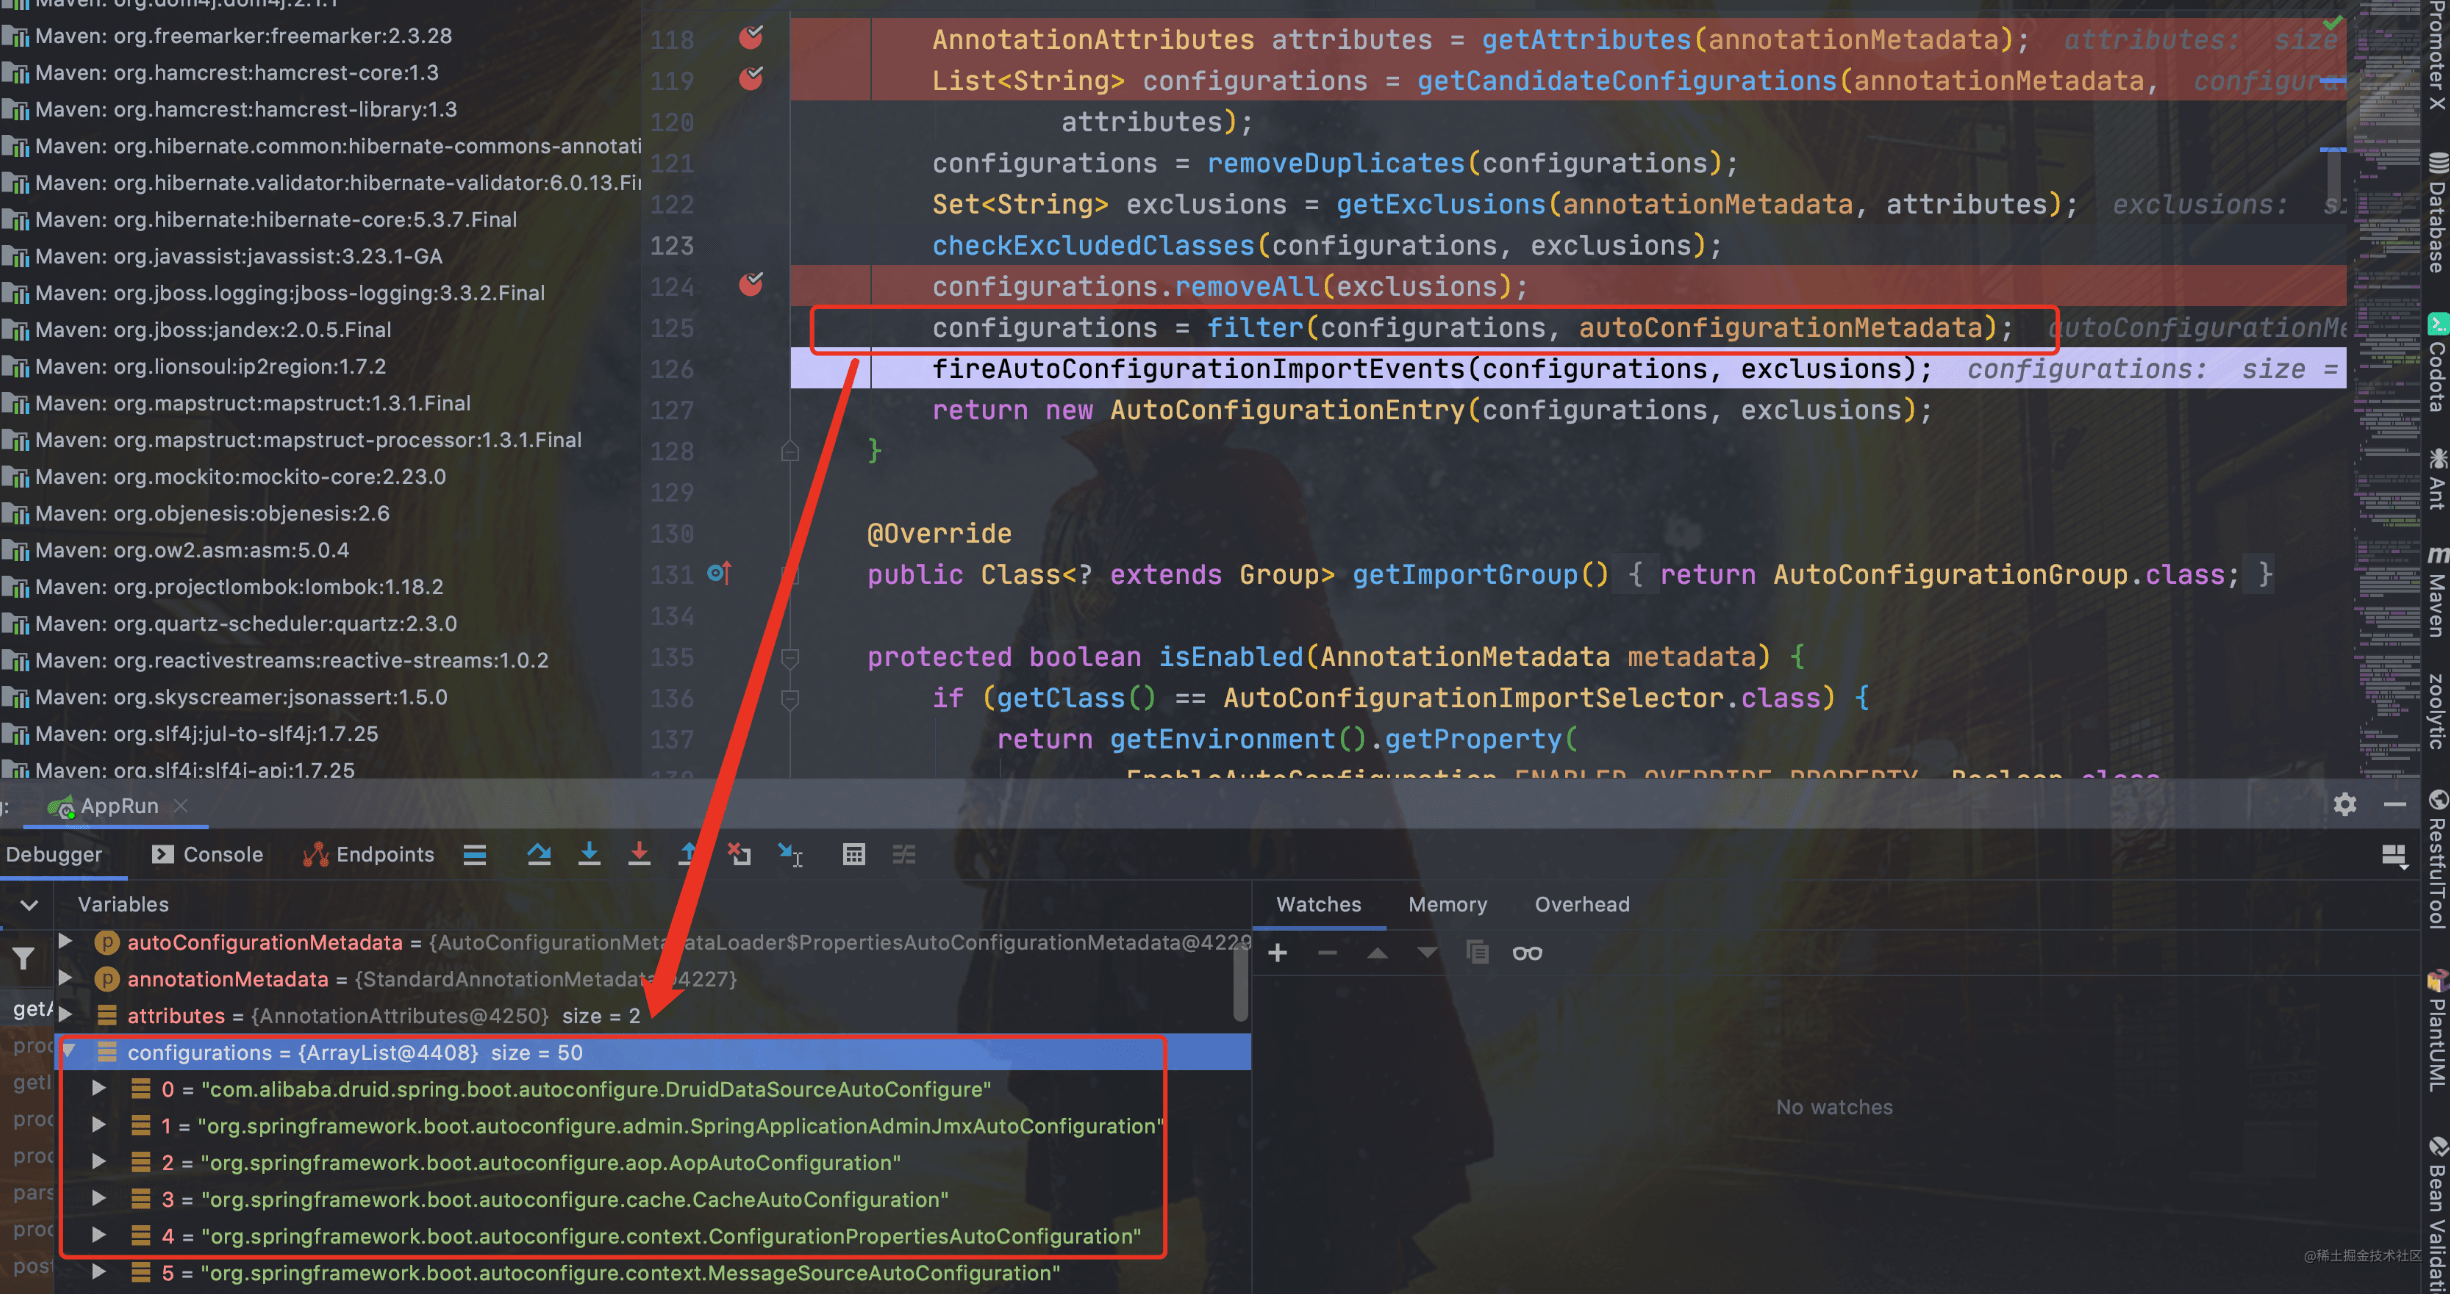 Maven: org.dom4j:dom4j:2.1.1
Maven: org.freemarker:freemarker:2.3.28
Maven: org.hamcrest:hamcrest-core:1.3
Maven: org.hamcrest:hamcrest-library:1.3
Maven: org.hibernate.common:hibernate-commons-annotati
Maven: org.hibernate.validator:hibernate-validator:6.0.13.Fin
Maven: org.hibernate:hibernate-core:5.3.7.Final
Maven: org.javassist:javassist:3.23.1-GA
Maven: org.jboss.logging:jboss-logging:3.3.2.Final
Maven: org.jboss:jandex:2.0.5.Final
Maven: org.lionsoul:ip2region:1.7.2
Maven: org.mapstruct:mapstruct:1.3.1.Final
Maven: org.mapstruct:mapstruct-processor:1.3.1.Final
Maven: org.mockito:mockito-core:2.23.0
Maven: org.objenesis:objenesis:2.6
Maven: org.ow2.asm:asm:5.0.4
Maven: org.projectlombok:lombok:1.18.2
Maven: org.quartz-scheduler:quartz:2.3.0
Maven: org.reactivestreams:reactive-streams:1.0.2
Maven: org.skyscreamer:jsonassert:1.5.0
Maven: org.slf4j:jul-to-slf4j:1.7.25
Maven: org.slf4j:slf4j-api:1.7.25
118 AnnotationAttributes attributes = getAttributes(annotationMetadata); attributes: size
119 List<String> configurations = getCandidateConfigurations(annotationMetadata, configurat
120 attributes);
121 configurations = removeDuplicates(configurations);
122 Set<String> exclusions = getExclusions(annotationMetadata, attributes); exclusions: si
123 checkExcludedClasses(configurations, exclusions);
124 configurations.removeAll(exclusions);
125 configurations = filter(configurations, autoConfigurationMetadata); autoConfigurationMe
126 fireAutoConfigurationImportEvents(configurations, exclusions); configurations: size =
127 return new AutoConfigurationEntry(configurations, exclusions);
128 }
129
130 @Override
131 public Class<? extends Group> getImportGroup() { return AutoConfigurationGroup.class; }
134
135 protected boolean isEnabled(AnnotationMetadata metadata) {
136 if (getClass() == AutoConfigurationImportSelector.class) {
137 return getEnvironment().getProperty(
138 EnableAutoConfiguration.ENABLED_OVERRIDE_PROPERTY, Boolean.class,
Promoter X
Database
Codota
Ant
Maven
zoolytic
RestfulTool
PlantUML
Bean Validati
g: AppRun
Debugger Console Endpoints
Variables
autoConfigurationMetadata = {AutoConfigurationMetadataLoader$PropertiesAutoConfigurationMetadata@4229
annotationMetadata = {StandardAnnotationMetadata@4227}
attributes = {AnnotationAttributes@4250} size = 2
configurations = {ArrayList@4408} size = 50
0 = "com.alibaba.druid.spring.boot.autoconfigure.DruidDataSourceAutoConfigure"
1 = "org.springframework.boot.autoconfigure.admin.SpringApplicationAdminJmxAutoConfiguration"
2 = "org.springframework.boot.autoconfigure.aop.AopAutoConfiguration"
3 = "org.springframework.boot.autoconfigure.cache.CacheAutoConfiguration"
4 = "org.springframework.boot.autoconfigure.context.ConfigurationPropertiesAutoConfiguration"
5 = "org.springframework.boot.autoconfigure.context.MessageSourceAutoConfiguration"
getA
proc
getI
proc
proc
pars
proc
post
Watches Memory Overhead
No watches
@稀土掘金技术社区